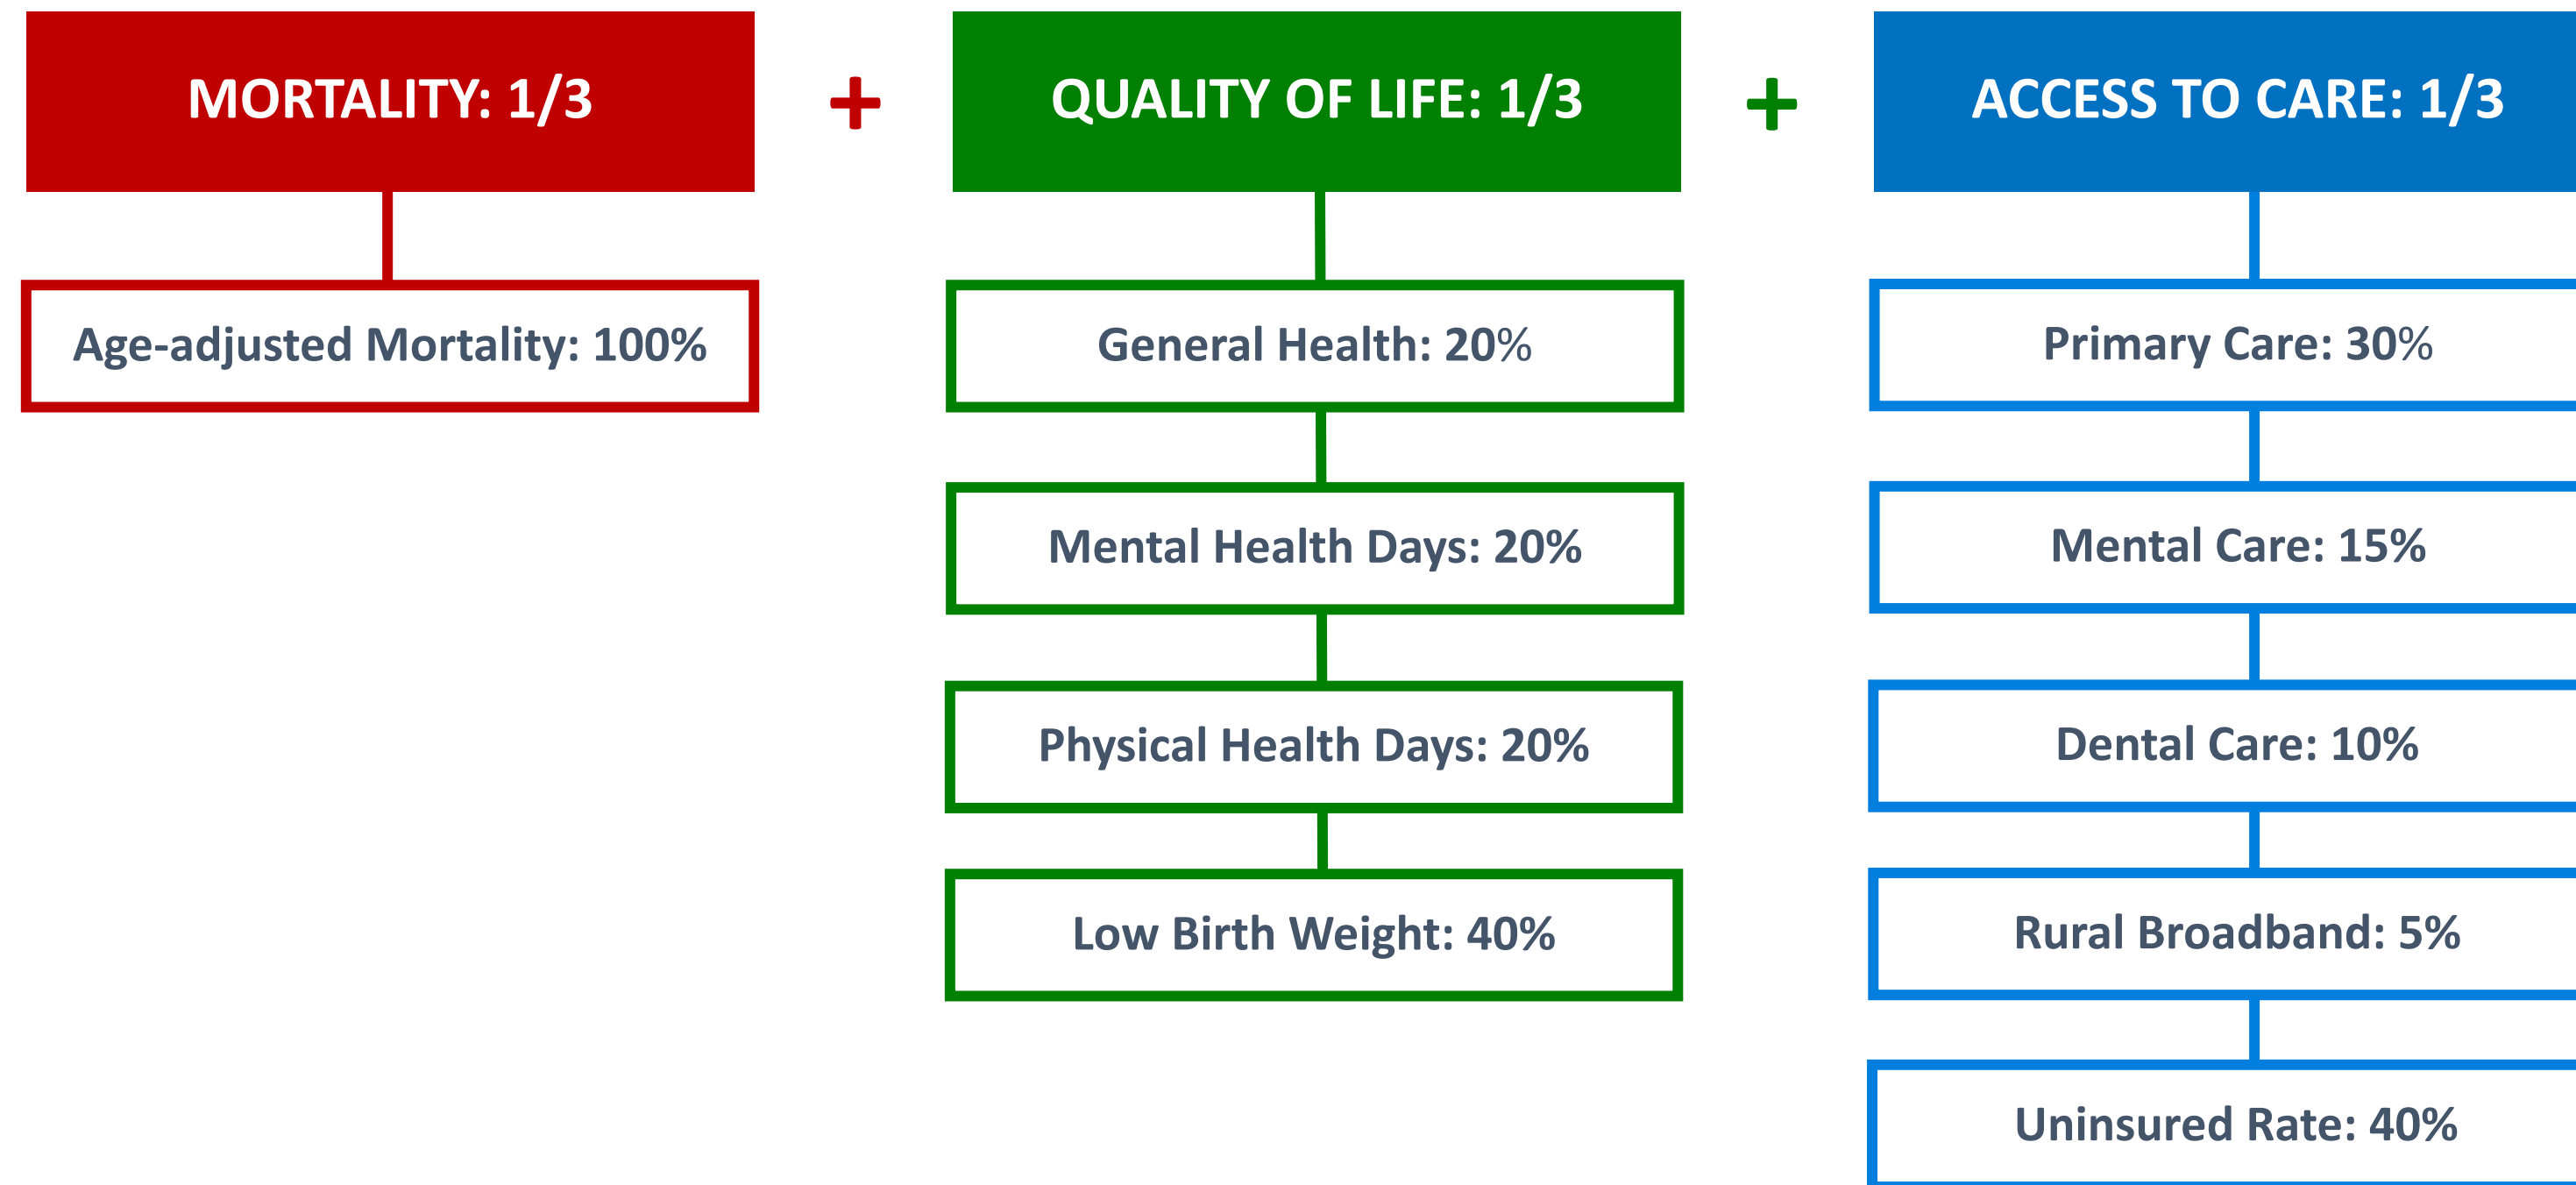 MORTALITY: 1/3
+
QUALITY OF LIFE: 1/3
+
ACCESS TO CARE: 1/3
Age-adjusted Mortality: 100%
General Health: 20%
Mental Health Days: 20%
Physical Health Days: 20%
Low Birth Weight: 40%
Primary Care: 30%
Mental Care: 15%
Dental Care: 10%
Rural Broadband: 5%
Uninsured Rate: 40%